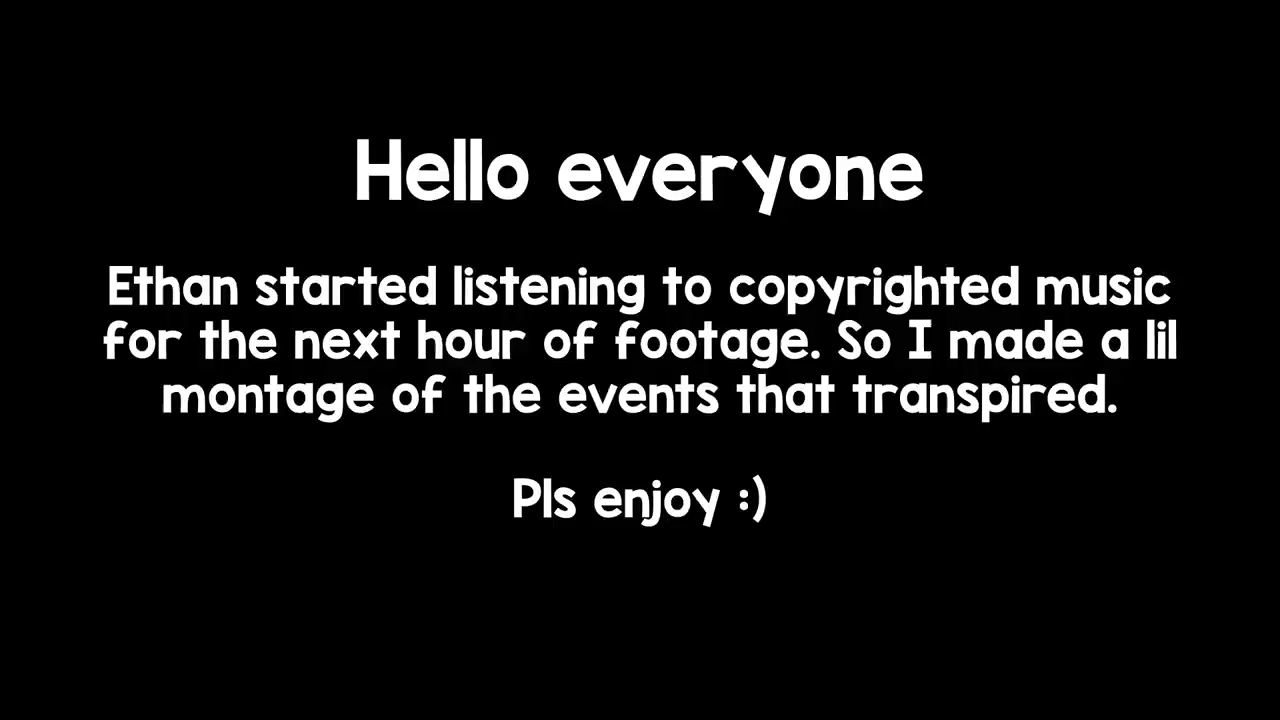 Hello everyone
Ethan started listening to copyrighted music
for the next hour of footage. So I made a lil
montage of the events that transpired.
Pls enjoy :)